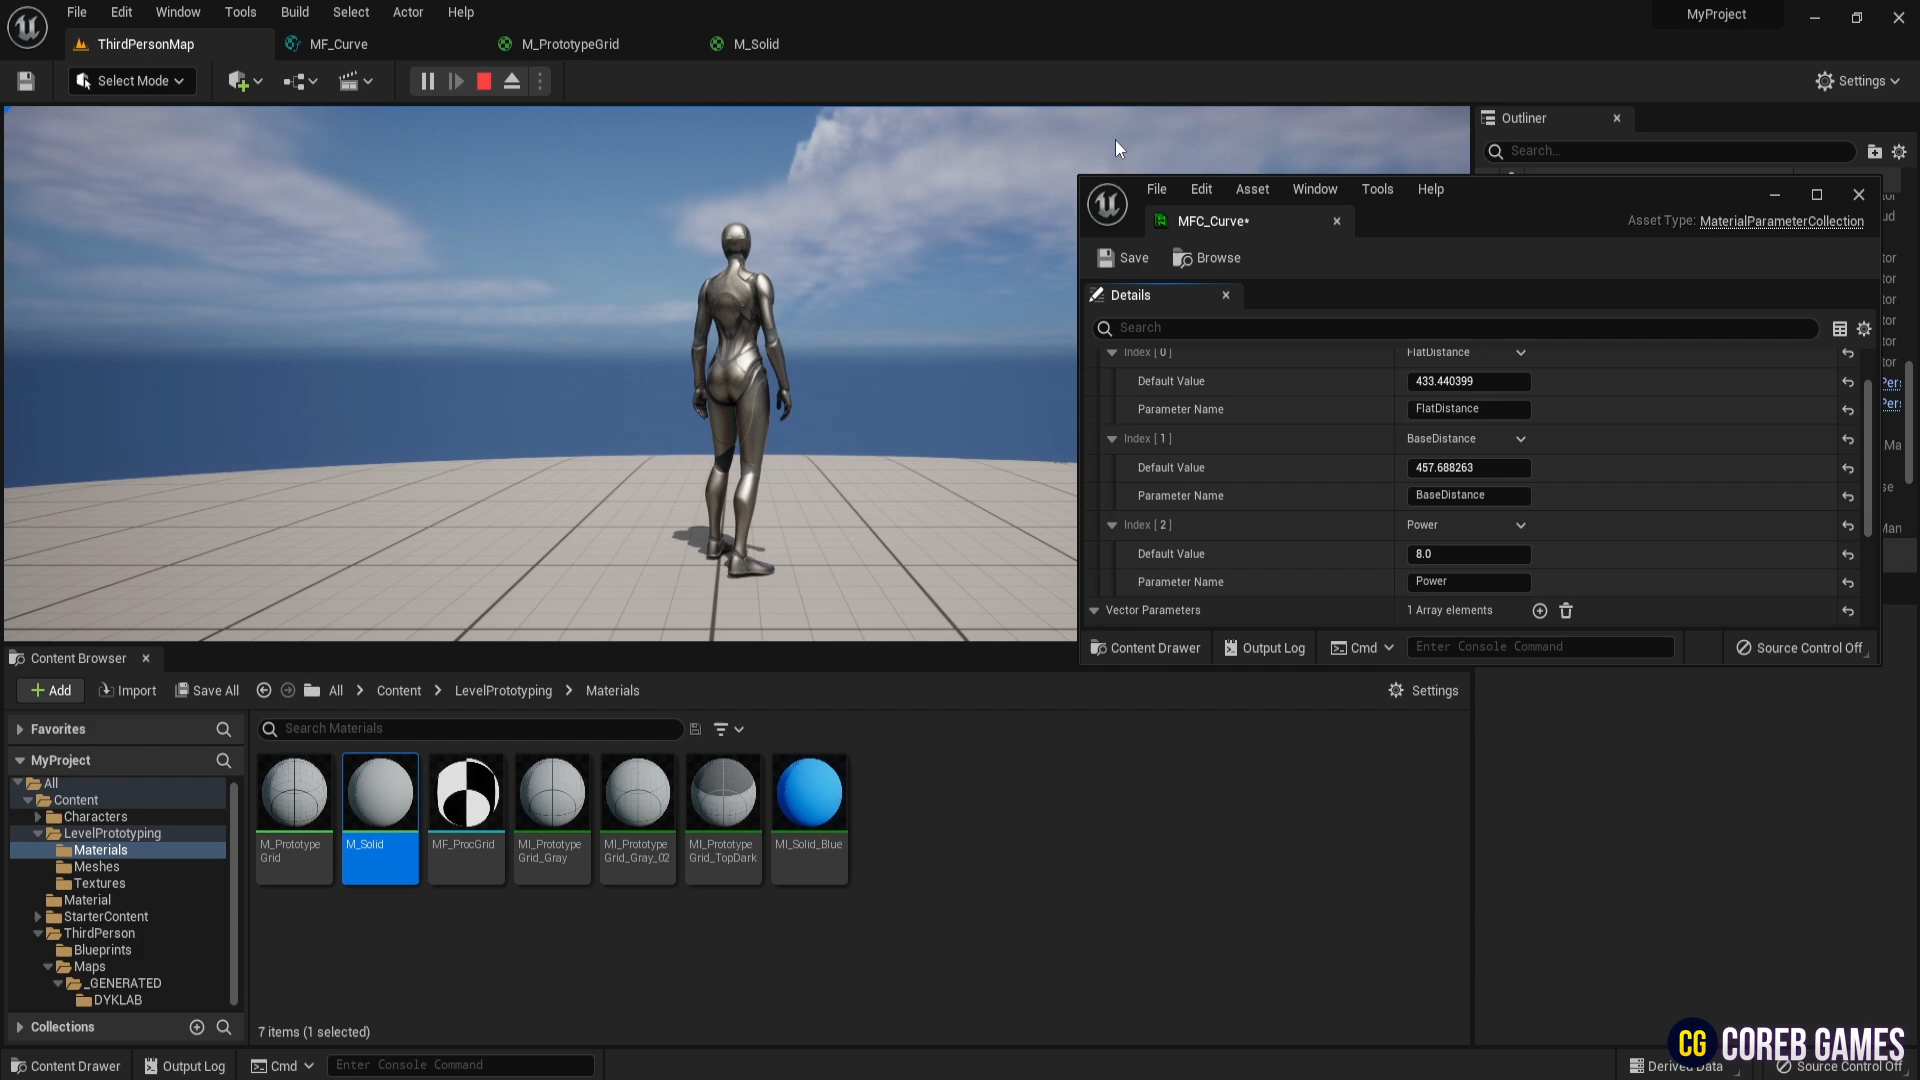 File Edit Window Tools Build Select Actor Help
MyProject
ThirdPersonMap MF_Curve M_PrototypeGrid M_Solid
Select Mode
Settings
Outliner
Search...
File Edit Asset Window Tools Help
MFC_Curve*
Asset Type: MaterialParameterCollection
Save Browse
Details
Search
Index [ 0 ] FlatDistance
Default Value 433.440399
Parameter Name FlatDistance
Index [ 1 ] BaseDistance
Default Value 457.688263
Parameter Name BaseDistance
Index [ 2 ] Power
Default Value 8.0
Parameter Name Power
Vector Parameters 1 Array elements
Content Drawer Output Log Cmd Enter Console Command Source Control Off
Content Browser
Add Import Save All All Content LevelPrototyping Materials Settings
Favorites
Search Materials
MyProject
All
Content
Characters
LevelPrototyping
Materials
Meshes
Textures
Material
StarterContent
ThirdPerson
Blueprints
Maps
_GENERATED
DYKLAB
Collections
M_Prototype
Grid
M_Solid
MF_ProcGrid
MI_Prototype
Grid_Gray
MI_Prototype
Grid_Gray_02
MI_Prototype
Grid_TopDark
MI_Solid_Blue
7 items (1 selected)
CG COREB GAMES
Content Drawer Output Log Cmd Enter Console Command Derived Data Source Control Off